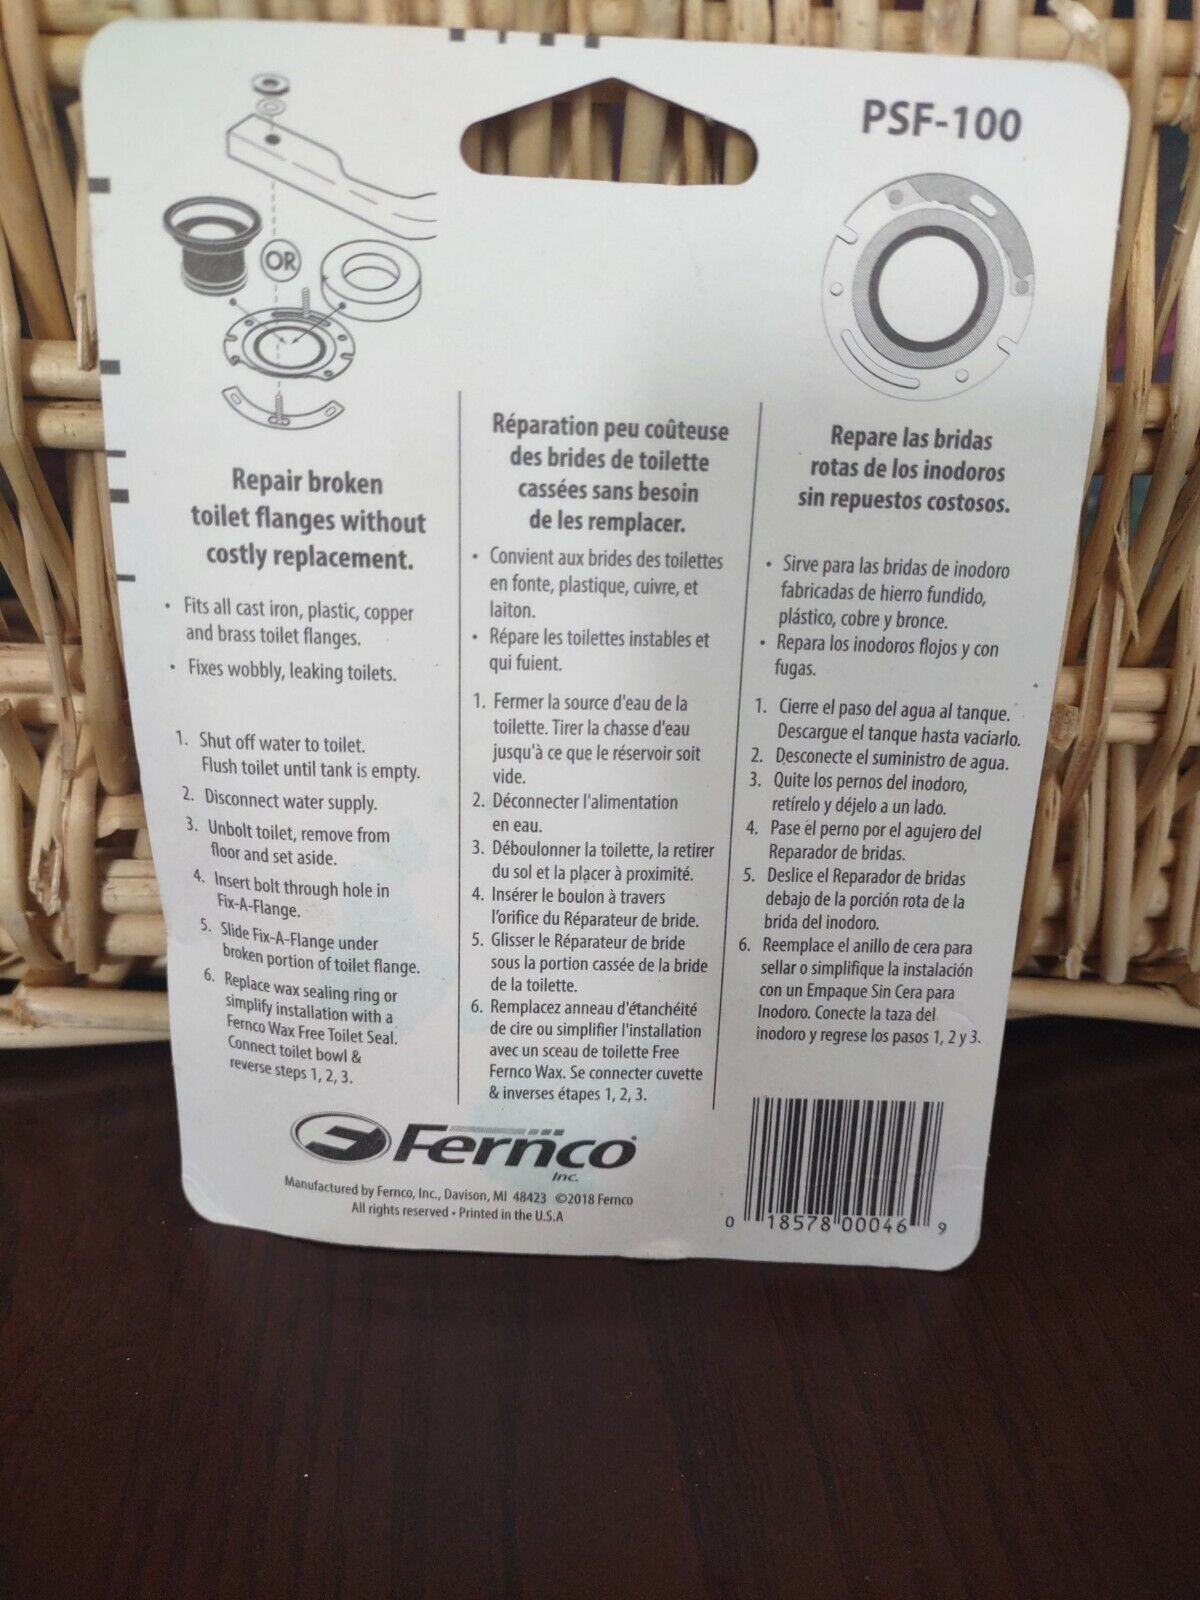 PSF-100
OR
Repair broken
toilet flanges without
costly replacement.
• Fits all cast iron, plastic, copper
and brass toilet flanges.
• Fixes wobbly, leaking toilets.
1. Shut off water to toilet.
Flush toilet until tank is empty.
2. Disconnect water supply.
3. Unbolt toilet, remove from
floor and set aside.
4. Insert bolt through hole in
Fix-A-Flange.
5. Slide Fix-A-Flange under
broken portion of toilet flange.
6. Replace wax sealing ring or
simplify installation with a
Fernco Wax Free Toilet Seal.
Connect toilet bowl &
reverse steps 1, 2, 3.
Réparation peu coûteuse
des brides de toilette
cassées sans besoin
de les remplacer.
• Convient aux brides des toilettes
en fonte, plastique, cuivre, et
laiton.
• Répare les toilettes instables et
qui fuient.
1. Fermer la source d'eau de la
toilette. Tirer la chasse d'eau
jusqu'à ce que le réservoir soit
vide.
2. Déconnecter l'alimentation
en eau.
3. Déboulonner la toilette, la retirer
du sol et la placer à proximité.
4. Insérer le boulon à travers
l'orifice du Réparateur de bride.
5. Glisser le Réparateur de bride
sous la portion cassée de la bride
de la toilette.
6. Remplacez anneau d'étanchéité
de cire ou simplifier l'installation
avec un sceau de toilette Free
Fernco Wax. Se connecter cuvette
& inverses étapes 1, 2, 3.
Repare las bridas
rotas de los inodoros
sin repuestos costosos.
• Sirve para las bridas de inodoro
fabricadas de hierro fundido,
plástico, cobre y bronce.
• Repara los inodoros flojos y con
fugas.
1. Cierre el paso del agua al tanque.
Descargue el tanque hasta vaciarlo.
2. Desconecte el suministro de agua.
3. Quite los pernos del inodoro,
retírelo y déjelo a un lado.
4. Pase el perno por el agujero del
Reparador de bridas.
5. Deslice el Reparador de bridas
debajo de la porción rota de la
brida del inodoro.
6. Reemplace el anillo de cera para
sellar o simplifique la instalación
con un Empaque Sin Cera para
Inodoro. Conecte la taza del
inodoro y regrese los pasos 1, 2 y 3.
Fernco
Inc.
Manufactured by Fernco, Inc., Davison, MI 48423 ©2018 Fernco
All rights reserved • Printed in the U.S.A
0 18578 00046 9